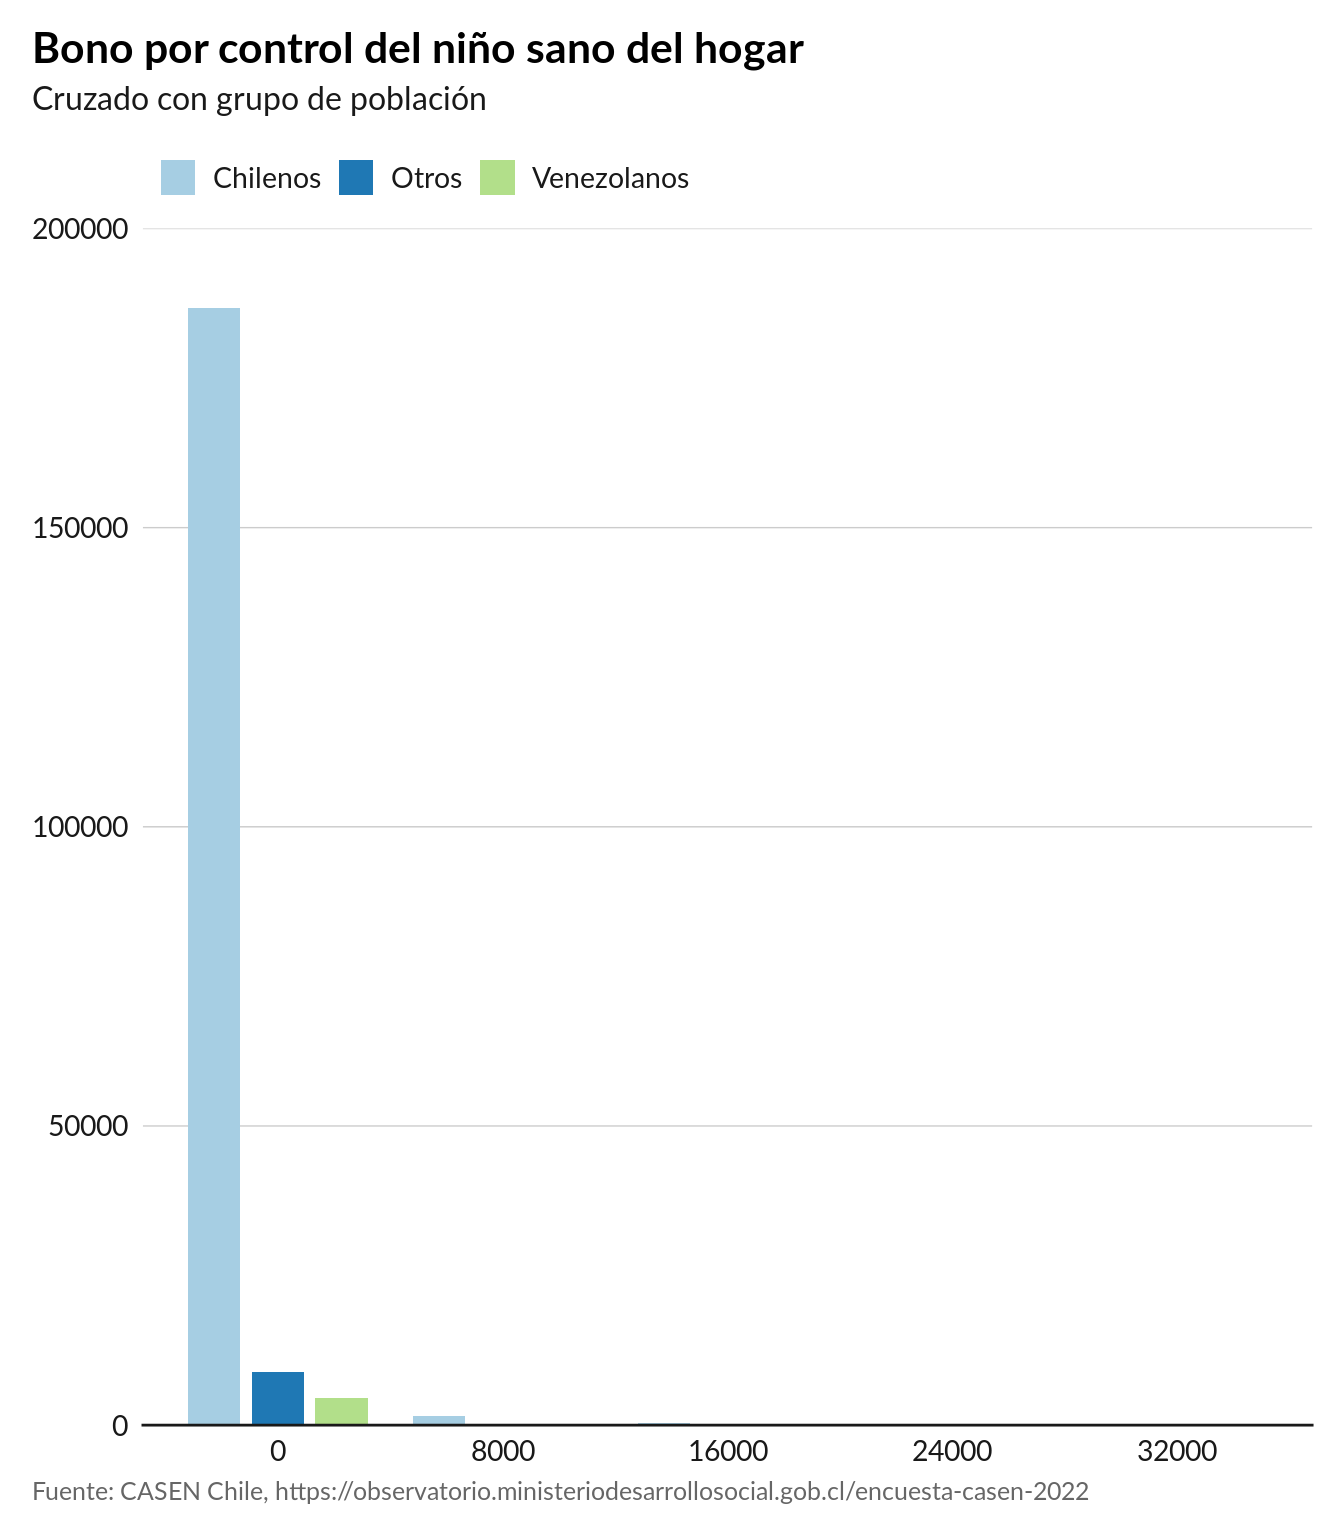 Bono por control del niño sano del hogar
Cruzado con grupo de población
Chilenos Otros Venezolanos
200000
150000
100000
50000
0
0 8000 16000 24000 32000
Fuente: CASEN Chile, https://observatorio.ministeriodesarrollosocial.gob.cl/encuesta-casen-2022